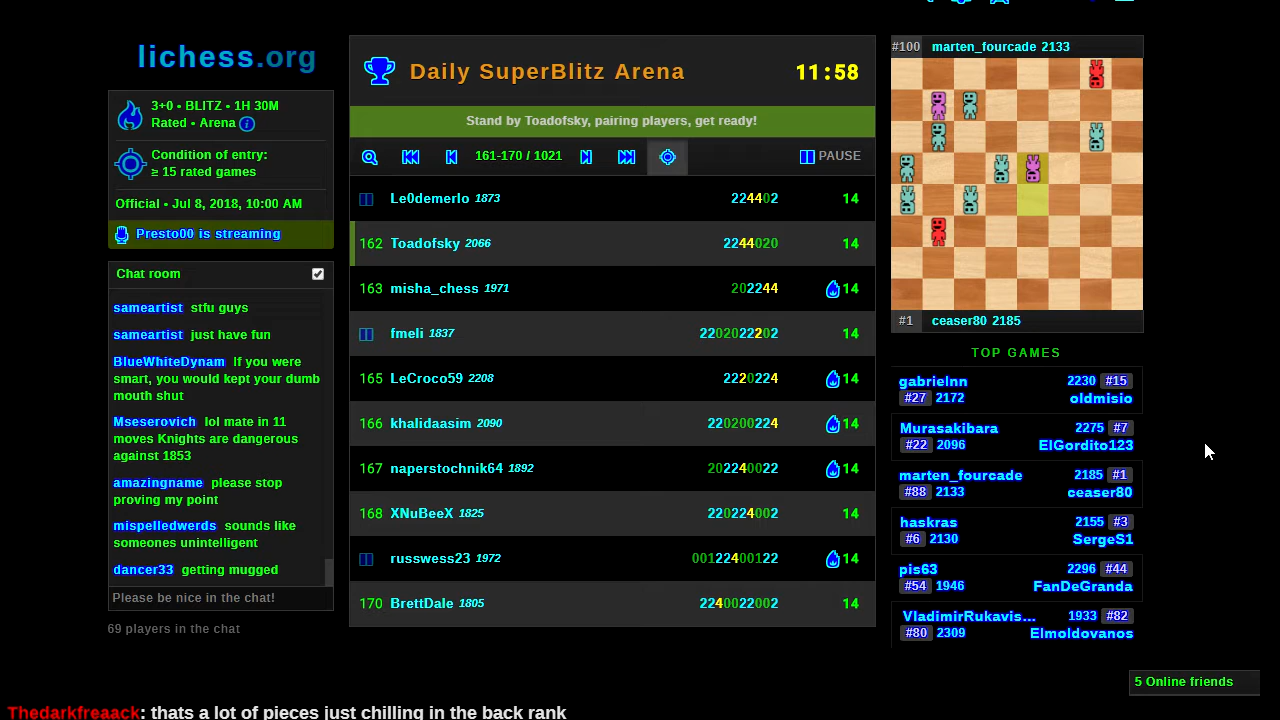 lichess.org
3+0 • BLITZ • 1H 30M
Rated • Arena
Condition of entry:
≥ 15 rated games
Official • Jul 8, 2018, 10:00 AM
Presto00 is streaming
Chat room
sameartist stfu guys
sameartist just have fun
BlueWhiteDynam If you were
smart, you would kept your dumb
mouth shut
Mseserovich lol mate in 11
moves Knights are dangerous
against 1853
amazingname please stop
proving my point
mispelledwerds sounds like
someones unintelligent
dancer33 getting mugged
Please be nice in the chat!
69 players in the chat
Daily SuperBlitz Arena 11:58
Stand by Toadofsky, pairing players, get ready!
161-170 / 1021 PAUSE
Le0demerlo 1873 224402 14
162 Toadofsky 2066 2244020 14
163 misha_chess 1971 202244 14
fmeli 1837 2202022202 14
165 LeCroco59 2208 2220224 14
166 khalidaasim 2090 220200224 14
167 naperstochnik64 1892 202240022 14
168 XNuBeeX 1825 220224002 14
russwess23 1972 00122400122 14
170 BrettDale 1805 2240022002 14
#100 marten_fourcade 2133
#1 ceaser80 2185
TOP GAMES
gabrielnn 2230 #15
#27 2172 oldmisio
Murasakibara 2275 #7
#22 2096 ElGordito123
marten_fourcade 2185 #1
#88 2133 ceaser80
haskras 2155 #3
#6 2130 SergeS1
pis63 2296 #44
#54 1946 FanDeGranda
VladimirRukavis... 1933 #82
#80 2309 Elmoldovanos
5 Online friends
Thedarkfreaack: thats a lot of pieces just chilling in the back rank